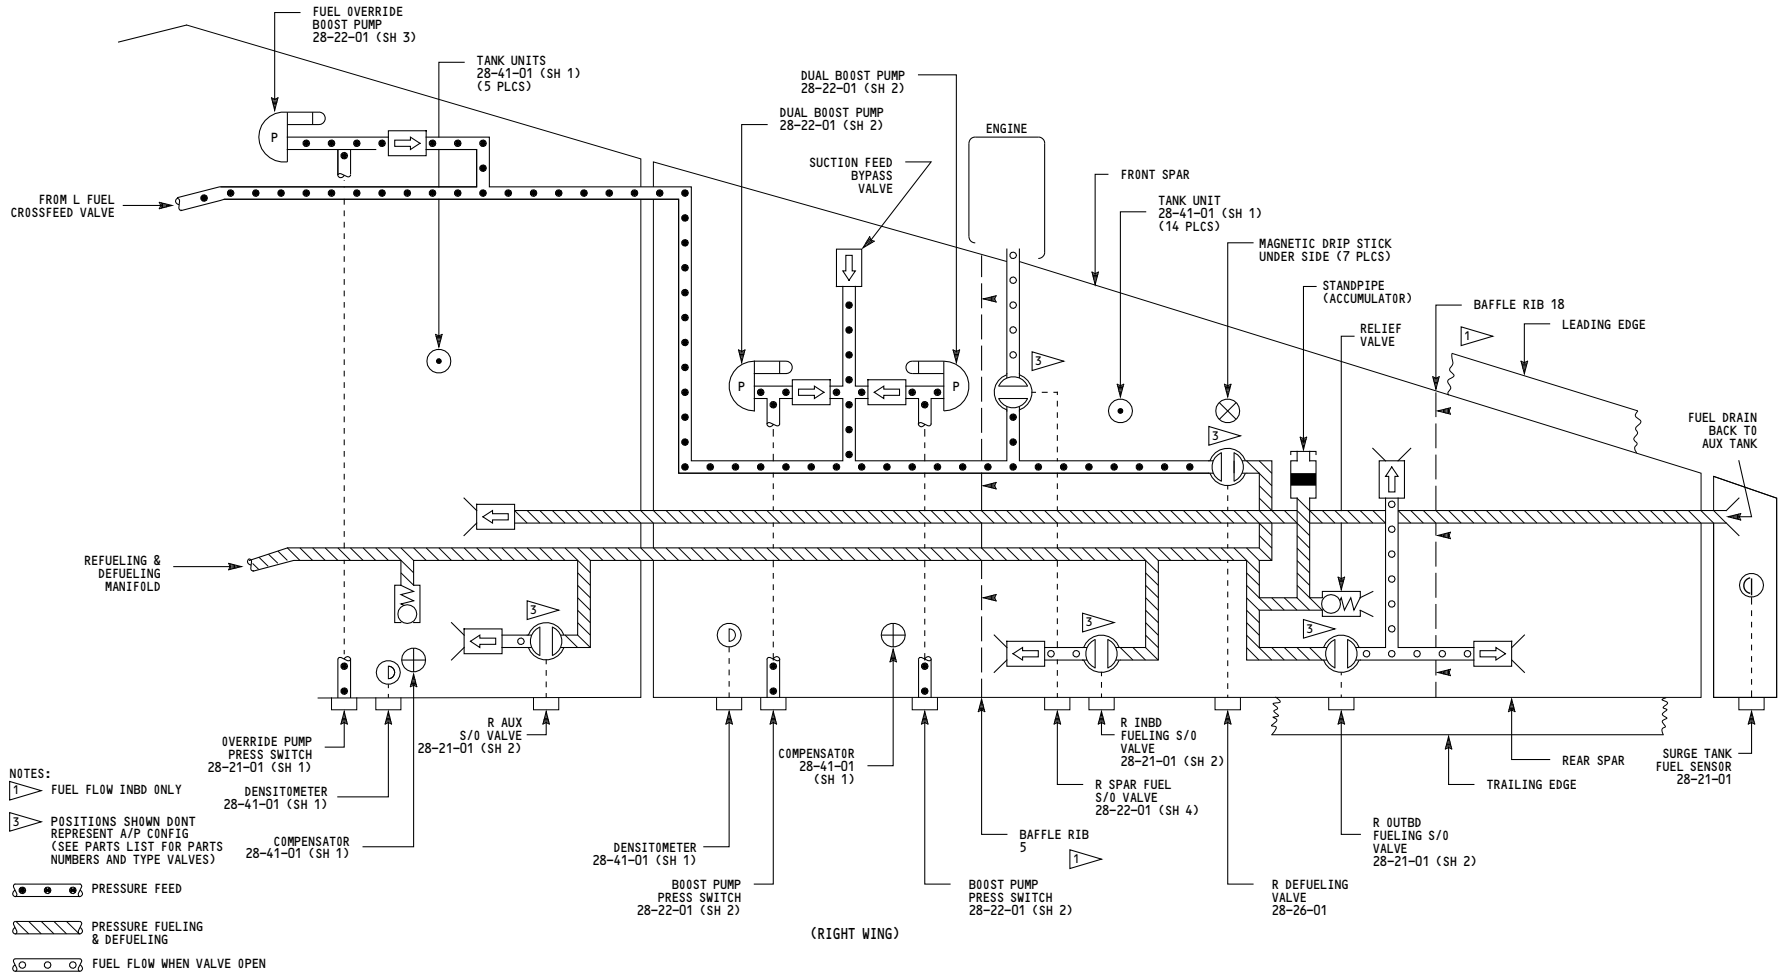 FUEL OVERRIDE
BOOST PUMP
28-22-01 (SH 3)
TANK UNITS
28-41-01 (SH 1)
(5 PLCS)
DUAL BOOST PUMP
28-22-01 (SH 2)
DUAL BOOST PUMP
28-22-01 (SH 2)
ENGINE
SUCTION FEED
BYPASS
VALVE
FRONT SPAR
TANK UNIT
28-41-01 (SH 1)
(14 PLCS)
MAGNETIC DRIP STICK
UNDER SIDE (7 PLCS)
STANDPIPE
(ACCUMULATOR)
RELIEF
VALVE
BAFFLE RIB 18
1
LEADING EDGE
FROM L FUEL
CROSSFEED VALVE
P
P
P
3
3
FUEL DRAIN
BACK TO
AUX TANK
REFUELING &
DEFUELING
MANIFOLD
3
3
3
OVERRIDE PUMP
PRESS SWITCH
28-21-01 (SH 1)
DENSITOMETER
28-41-01 (SH 1)
COMPENSATOR
28-41-01 (SH 1)
R AUX
S/O VALVE
28-21-01 (SH 2)
DENSITOMETER
28-41-01 (SH 1)
BOOST PUMP
PRESS SWITCH
28-22-01 (SH 2)
COMPENSATOR
28-41-01
(SH 1)
BOOST PUMP
PRESS SWITCH
28-22-01 (SH 2)
BAFFLE RIB
5
1
R SPAR FUEL
S/O VALVE
28-22-01 (SH 4)
R INBD
FUELING S/O
VALVE
28-21-01 (SH 2)
R DEFUELING
VALVE
28-26-01
R OUTBD
FUELING S/O
VALVE
28-21-01 (SH 2)
TRAILING EDGE
REAR SPAR
SURGE TANK
FUEL SENSOR
28-21-01
NOTES:
1 FUEL FLOW INBD ONLY
3 POSITIONS SHOWN DONT
REPRESENT A/P CONFIG
(SEE PARTS LIST FOR PARTS
NUMBERS AND TYPE VALVES)
PRESSURE FEED
PRESSURE FUELING
& DEFUELING
FUEL FLOW WHEN VALVE OPEN
(RIGHT WING)